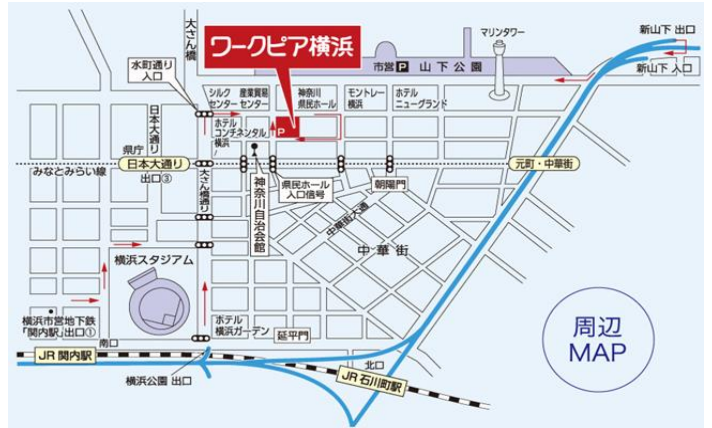 大さん橋
ワークピア横浜
マリンタワー
新山下 出口
新山下 入口
市営 P 山下公園
水町通り
入口
シルク
センター
産業貿易
センター
神奈川
県民ホール
モントレー
横浜
ホテル
ニューグランド
日本大通り
ホテル
コンチネンタル
横浜
P
県庁
みなとみらい線
日本大通り
出口③
元町・中華街
大さん橋通り
神奈川自治会館
県民ホール
入口信号
朝陽門
中華街大通
中華街
横浜スタジアム
横浜市営地下鉄
「関内駅」出口①
南口
ホテル
横浜ガーデン
延平門
JR 関内駅
横浜公園 出口
北口
JR 石川町駅
周辺
MAP